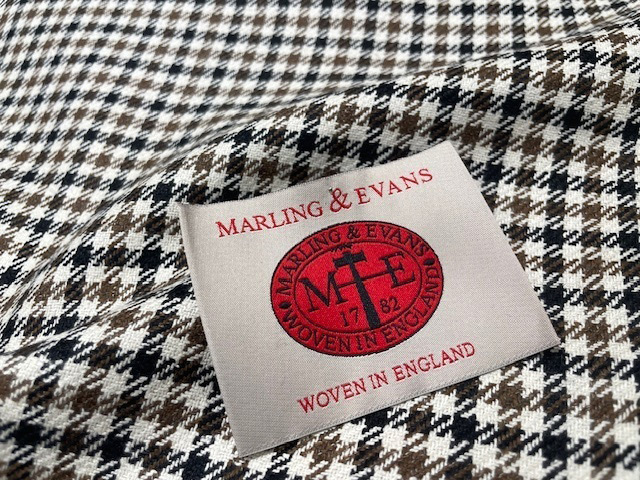 MARLING & EVANS
MARLING & EVANS
M E
17 82
WOVEN IN ENGLAND
WOVEN IN ENGLAND